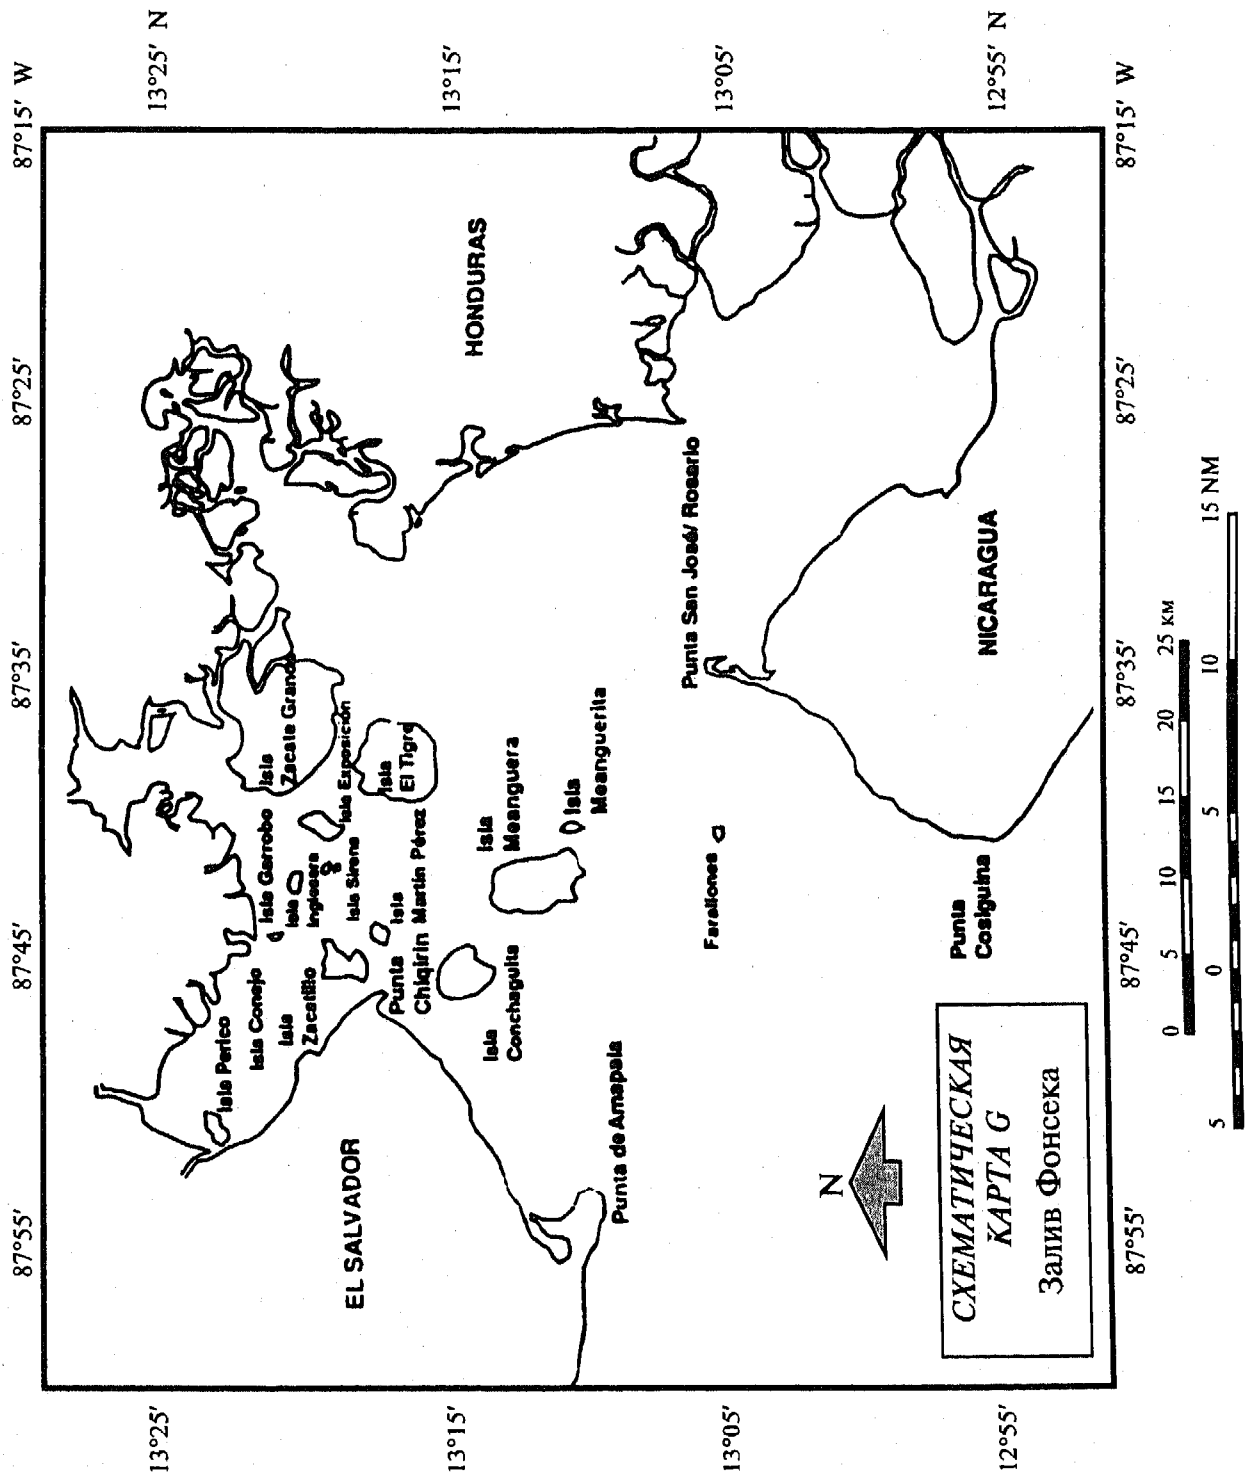 87°55'
87°45'
87°35'
87°25'
87°15' W
13°25'
13°25' N
13°15'
13°15'
13°05'
13°05'
12°55'
12°55' N
EL SALVADOR
HONDURAS
NICARAGUA
Isla Perico
Isla Conejo
Isla
Zacatillo
Isla Garrobo
Isla
Inglesera
Isla Sirena
Isla
Zacate Grande
Isla Exposición
Isla
El Tigre
Punta
Chiqirin
Isla
Martin Pérez
Isla
Conchaguita
Isla
Meanguera
Isla
Meanguerita
Punta de Amapala
Farallones
Punta San José/ Rosario
Punta
Cosiguina
N
СХЕМАТИЧЕСКАЯ
КАРТА G
Залив Фонсека
87°55'
87°45'
87°35'
87°25'
87°15' W
0 5 10 15 20 25 км
5 0 5 10 15 NM